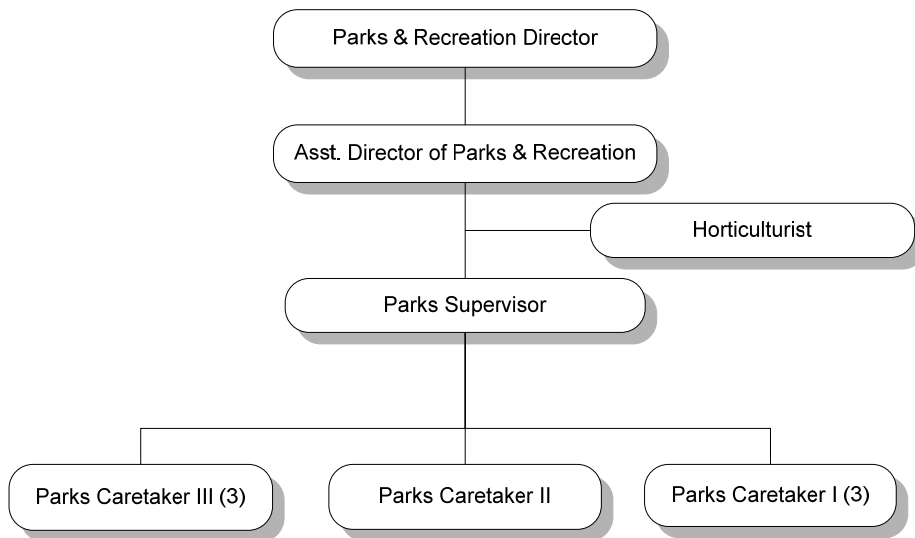 Parks & Recreation Director
Asst. Director of Parks & Recreation
Horticulturist
Parks Supervisor
Parks Caretaker III (3)
Parks Caretaker II
Parks Caretaker I (3)